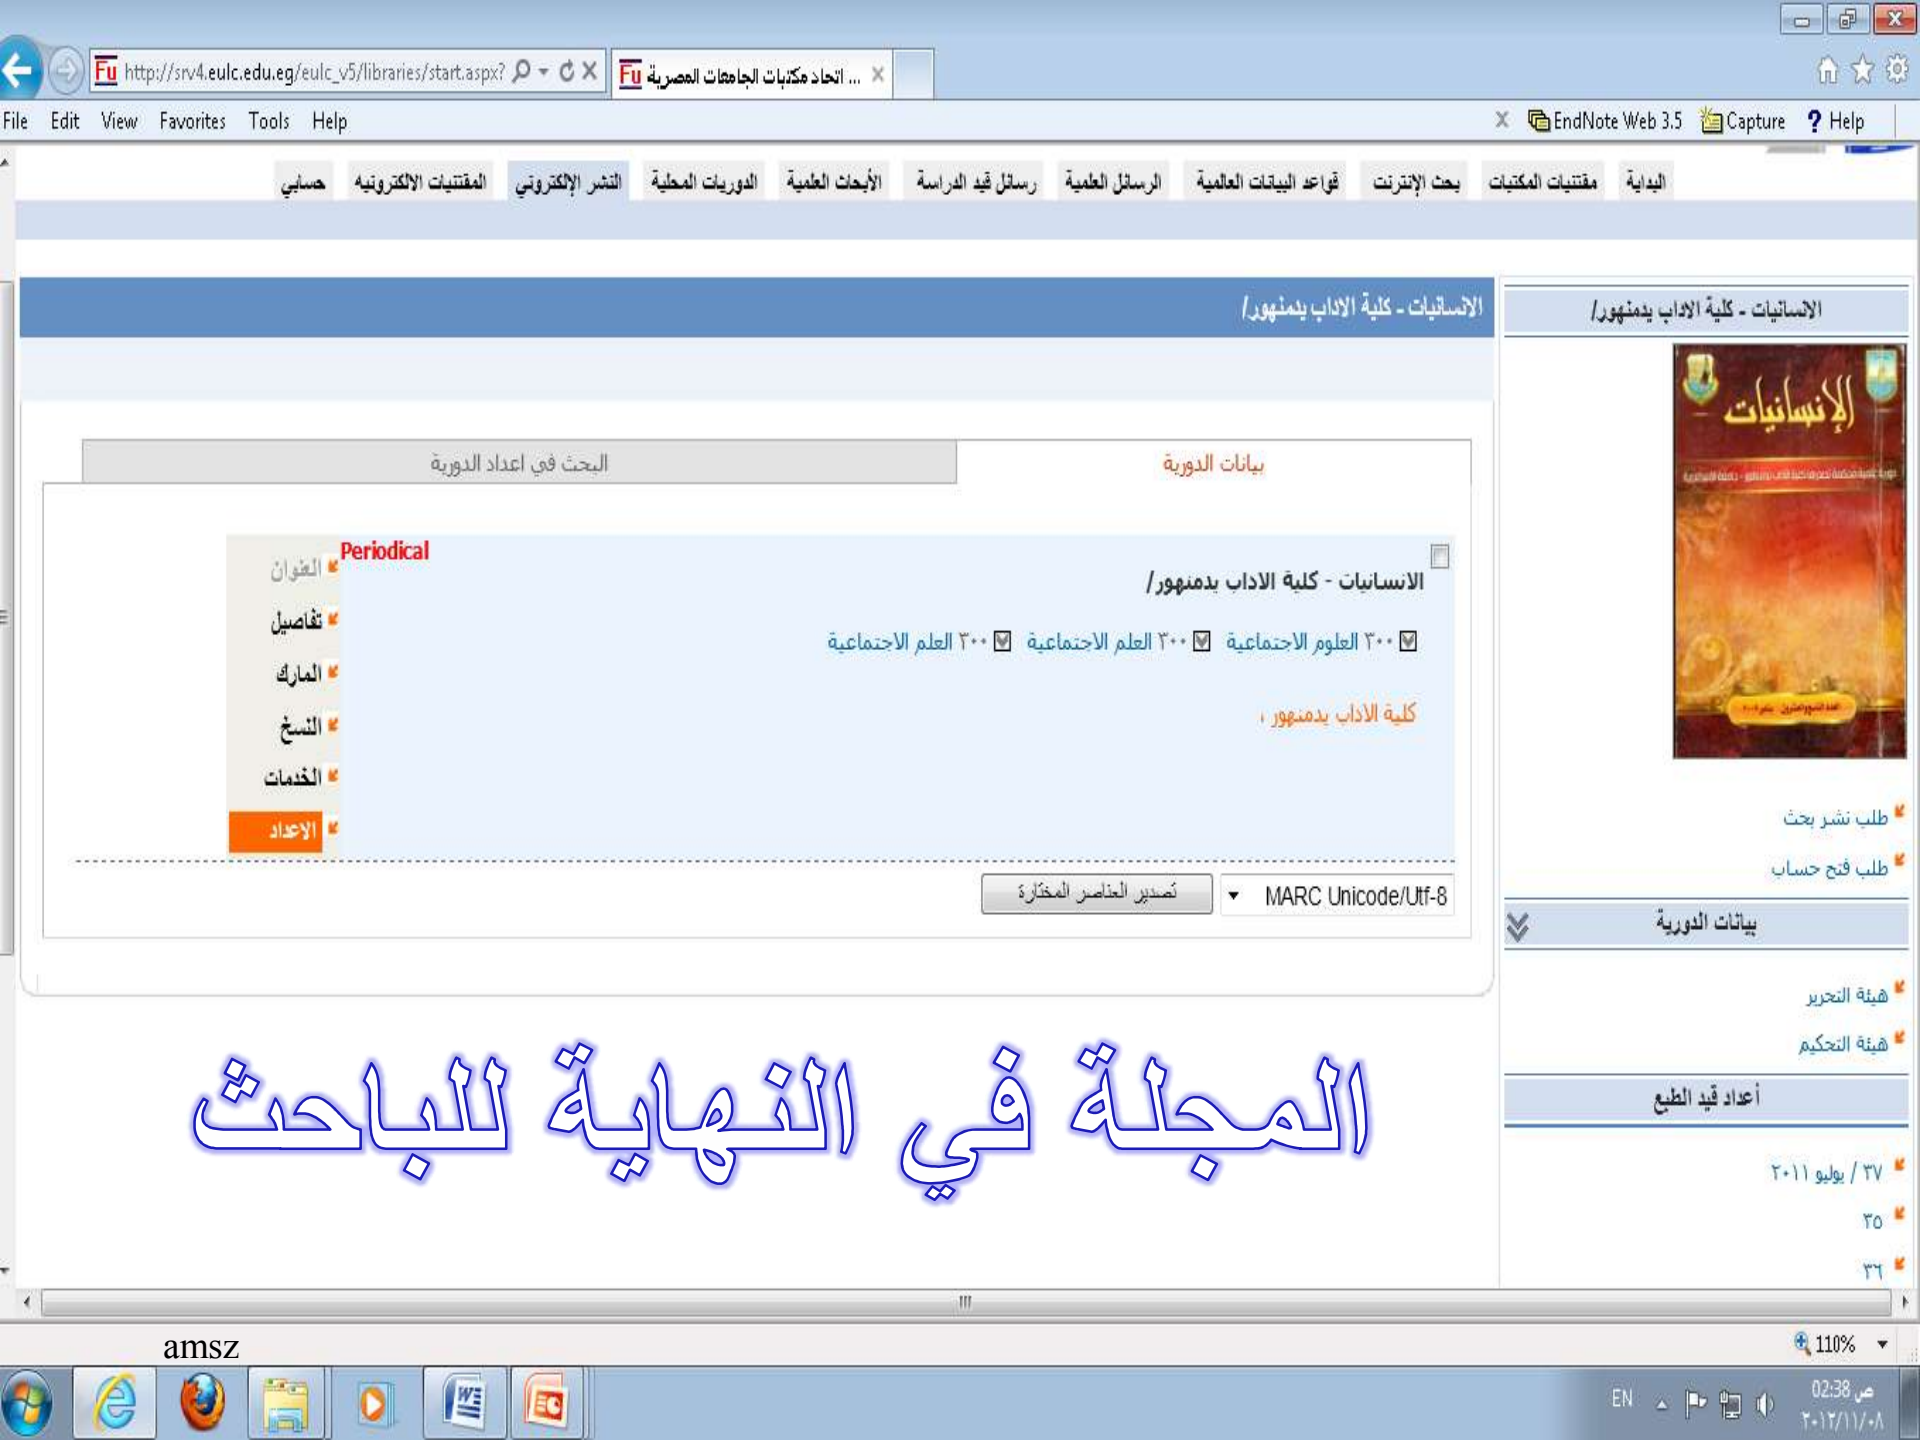 http://srv4.eulc.edu.eg/eulc_v5/libraries/start.aspx?
Fu اتحاد مكتبات الجامعات المصرية ...
File Edit View Favorites Tools Help
EndNote Web 3.5 Capture ? Help
البداية مقتنيات المكتبات بحث الإنترنت قواعد البيانات العالمية الرسائل العلمية رسائل قيد الدراسة الأبحاث العلمية الدوريات المحلية النشر الإلكتروني المقتنيات الالكترونيه حسابي
الانسانيات - كلية الاداب بدمنهور/
الانسانيات - كلية الاداب بدمنهور/
الإنسانيات
بيانات الدورية
البحث في اعداد الدورية
Periodical
الانسانيات - كلية الاداب بدمنهور/
٣٠٠ العلوم الاجتماعية ٣٠٠ العلم الاجتماعية ٣٠٠ العلم الاجتماعية
كلية الاداب بدمنهور ،
العنوان
تفاصيل
المارك
النسخ
الخدمات
الاعداد
MARC Unicode/Utf-8
تصدير العناصر المختارة
طلب نشر بحث
طلب فتح حساب
بيانات الدورية
هيئة التحرير
هيئة التحكيم
أعداد قيد الطبع
٣٧ / يوليو ٢٠١١
٣٥
٣٦
المجلة في النهاية للباحث
amsz
110%
EN
02:38 ص
٢٠١٢/١١/٠٨